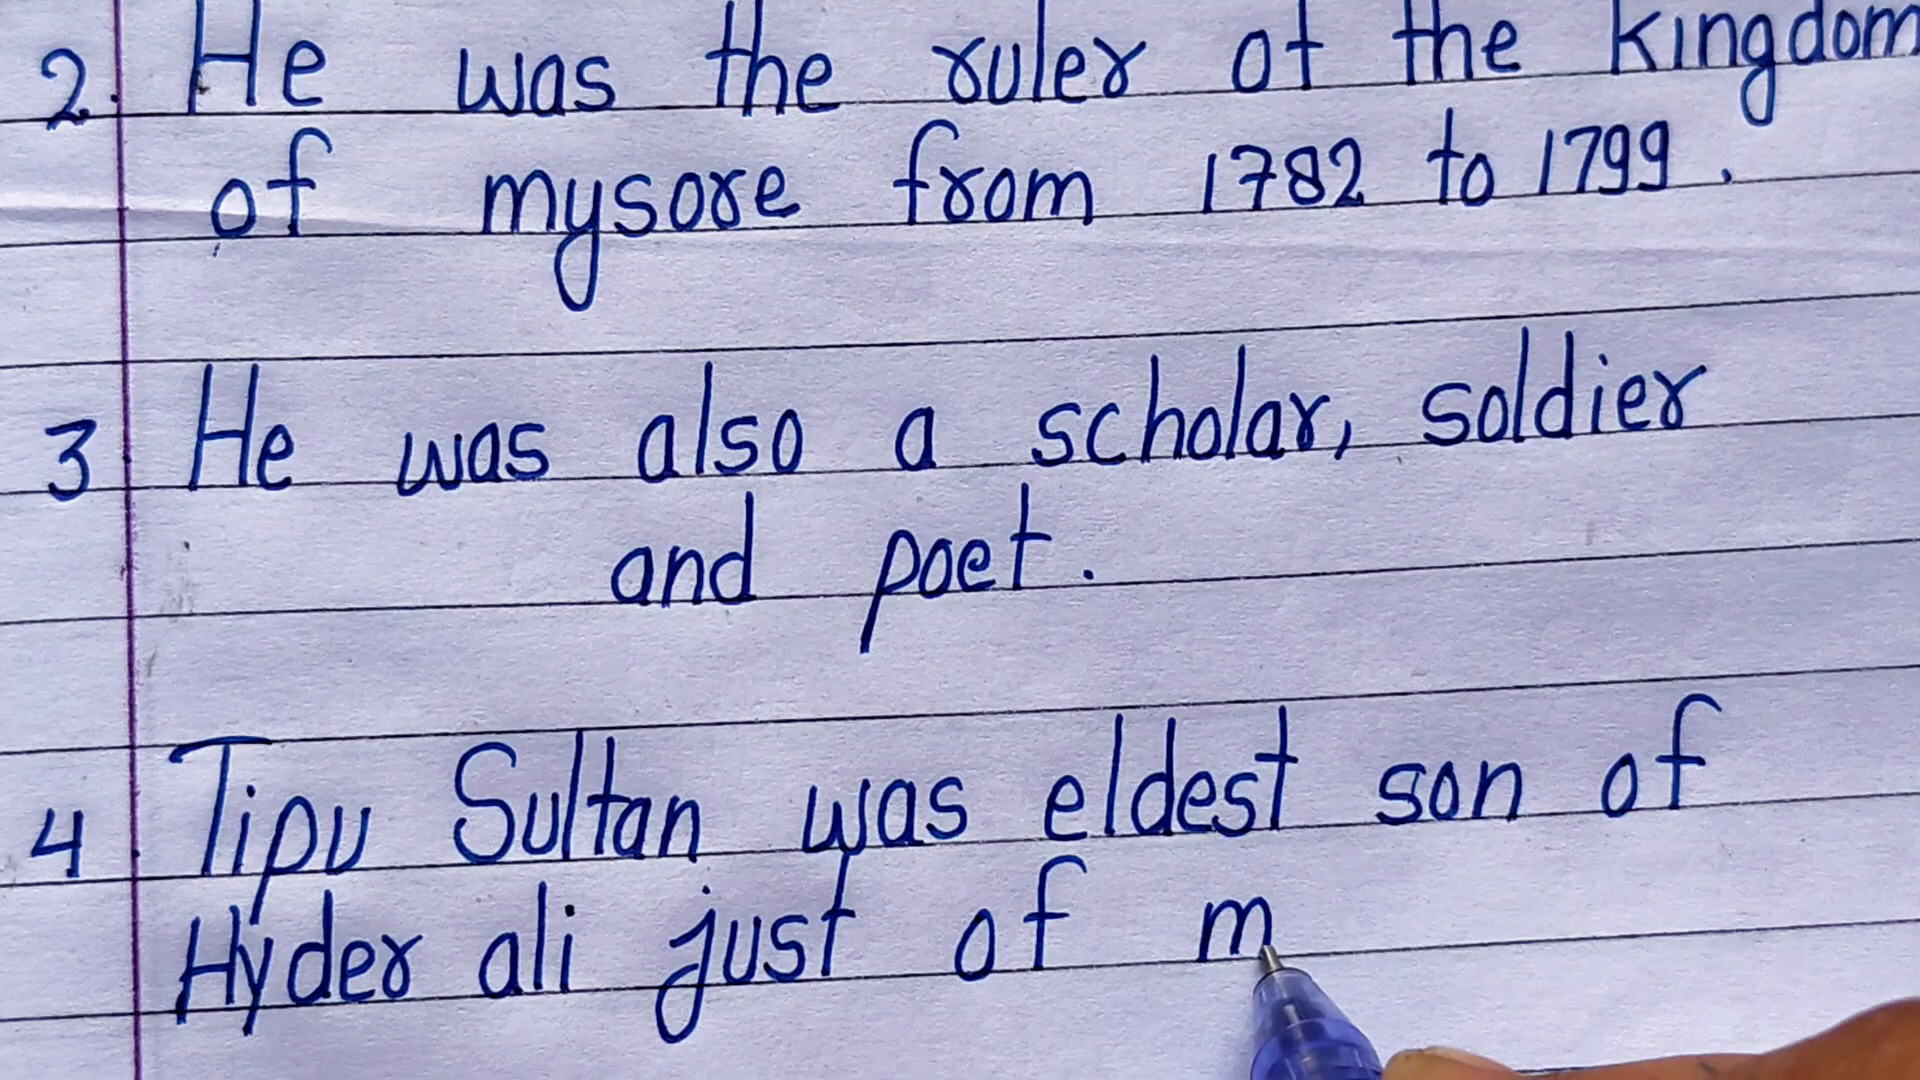 2. He was the ruler of the kingdom
of mysore from 1782 to 1799.
3 He was also a scholar, soldier
and poet.
4 Tipu Sultan was eldest son of
Hyder ali just of m